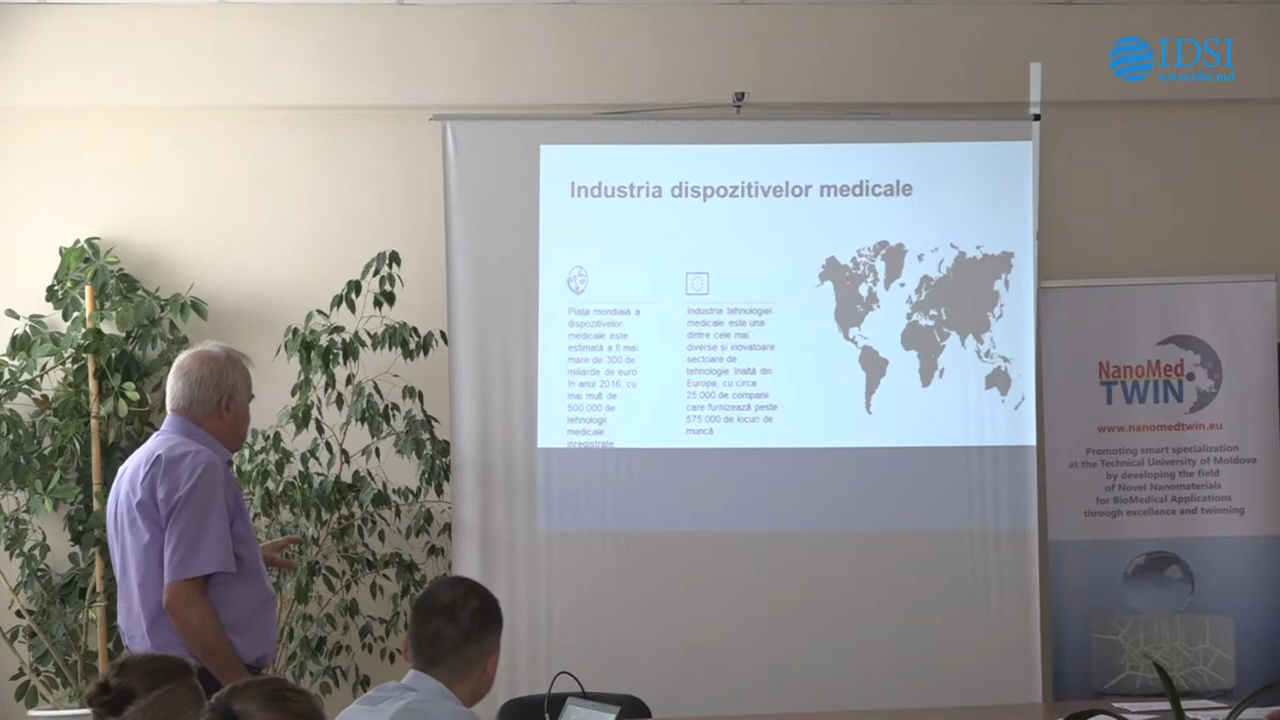 IDSI
www.idsi.md
Industria dispozitivelor medicale
Piața mondială a
dispozitivelor
medicale este
estimată a fi mai
mare de 300 de
miliarde de euro
în anul 2016, cu
mai mult de
500.000 de
tehnologii
medicale
înregistrate.
Industria tehnologiei
medicale este una
dintre cele mai
diverse și inovatoare
sectoare de
tehnologie înaltă din
Europa, cu circa
25.000 de companii
care furnizează peste
575.000 de locuri de
muncă
NanoMed
TWIN
www.nanomedtwin.eu
Promoting smart specialization
at the Technical University of Moldova
by developing the field
of Novel Nanomaterials
for BioMedical Applications
through excellence and twinning